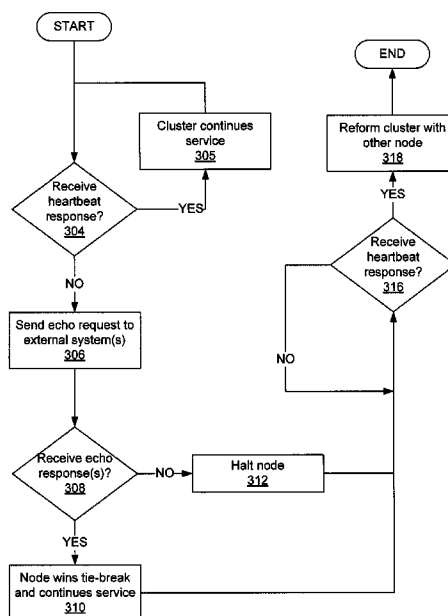 START
END
Cluster continues
service
305
Reform cluster with
other node
318
Receive
heartbeat
response?
304
YES
YES
Receive
heartbeat
response?
316
NO
Send echo request to
external system(s)
306
NO
Receive echo
response(s)?
308
NO
Halt node
312
YES
Node wins tie-break
and continues service
310